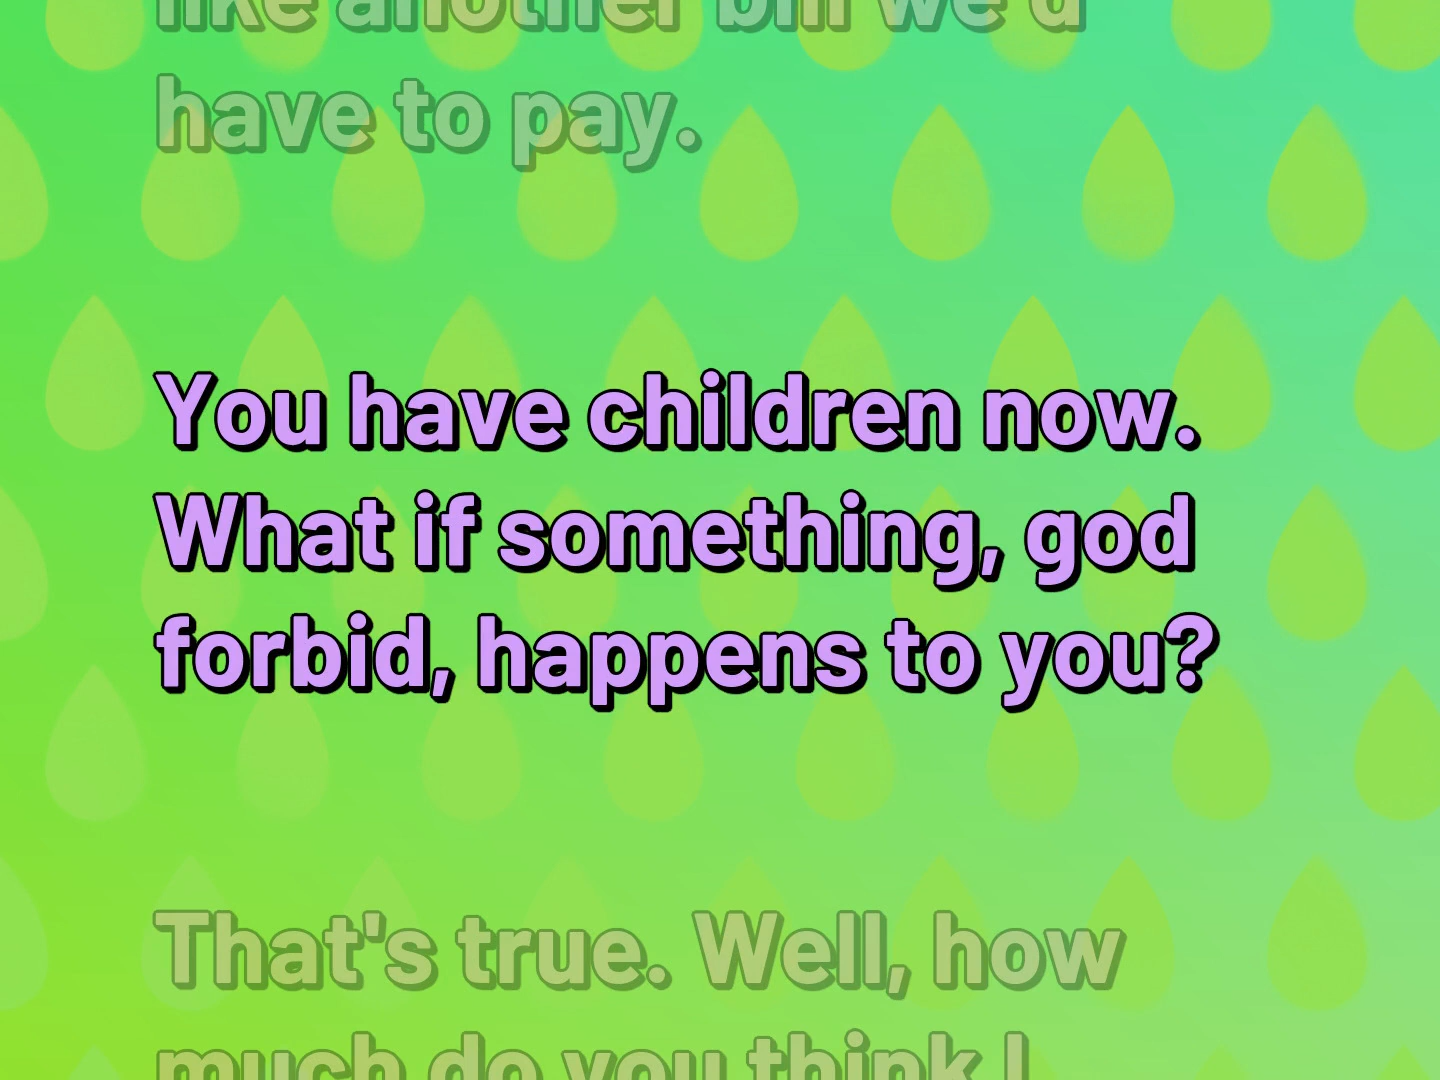 like another bill we'd
have to pay.
You have children now.
What if something, god
forbid, happens to you?
That's true. Well, how
much do you think I